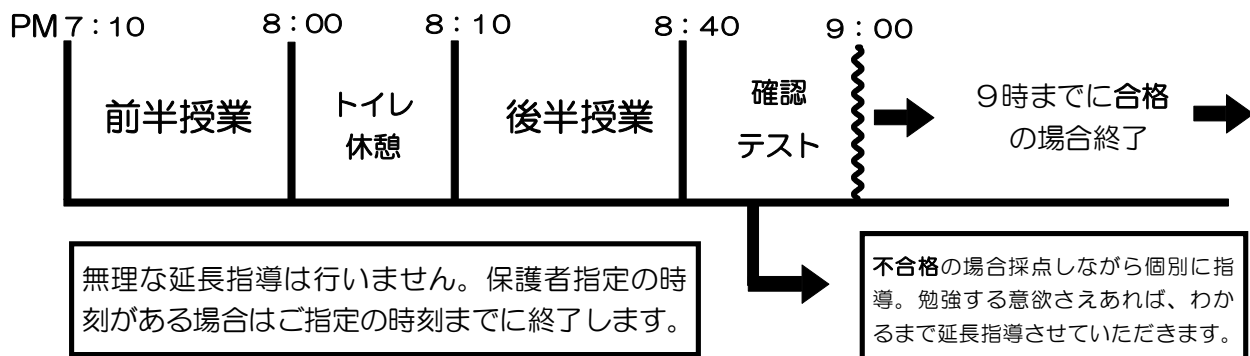 PM７：１０ ８：００ ８：１０ ８：４０ ９：００
前半授業
トイレ
休憩
後半授業
確認
テスト
９時までに合格
の場合終了
無理な延長指導は行いません。保護者指定の時
刻がある場合はご指定の時刻までに終了します。
不合格の場合採点しながら個別に指
導。勉強する意欲さえあれば、わか
るまで延長指導させていただきます。